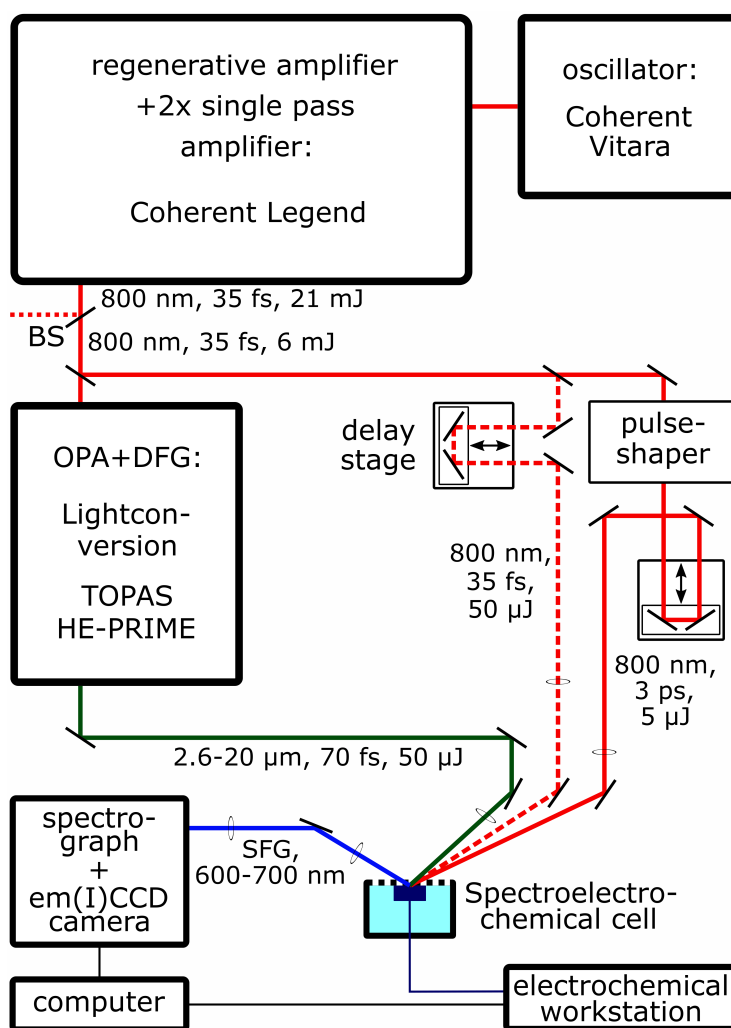 regenerative amplifier
+2x single pass
amplifier:
Coherent Legend
oscillator:
Coherent
Vitara
800 nm, 35 fs, 21 mJ
BS
800 nm, 35 fs, 6 mJ
OPA+DFG:
Lightcon-
version
TOPAS
HE-PRIME
delay
stage
pulse-
shaper
800 nm,
35 fs,
50 µJ
800 nm,
3 ps,
5 µJ
2.6-20 µm, 70 fs, 50 µJ
spectro-
graph
+
em(I)CCD
camera
SFG,
600-700 nm
Spectroelectro-
chemical cell
computer
electrochemical
workstation